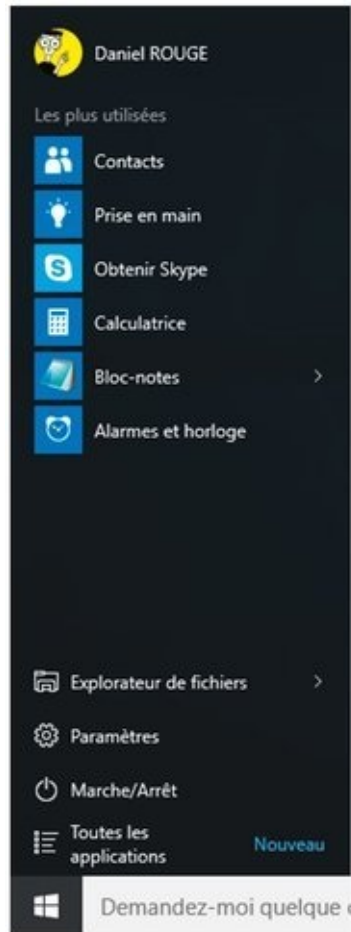 Daniel ROUGE
Les plus utilisées
Contacts
Prise en main
Obtenir Skype
Calculatrice
Bloc-notes
Alarmes et horloge
Explorateur de fichiers
Paramètres
Marche/Arrêt
Toutes les
applications
Nouveau
Demandez-moi quelque